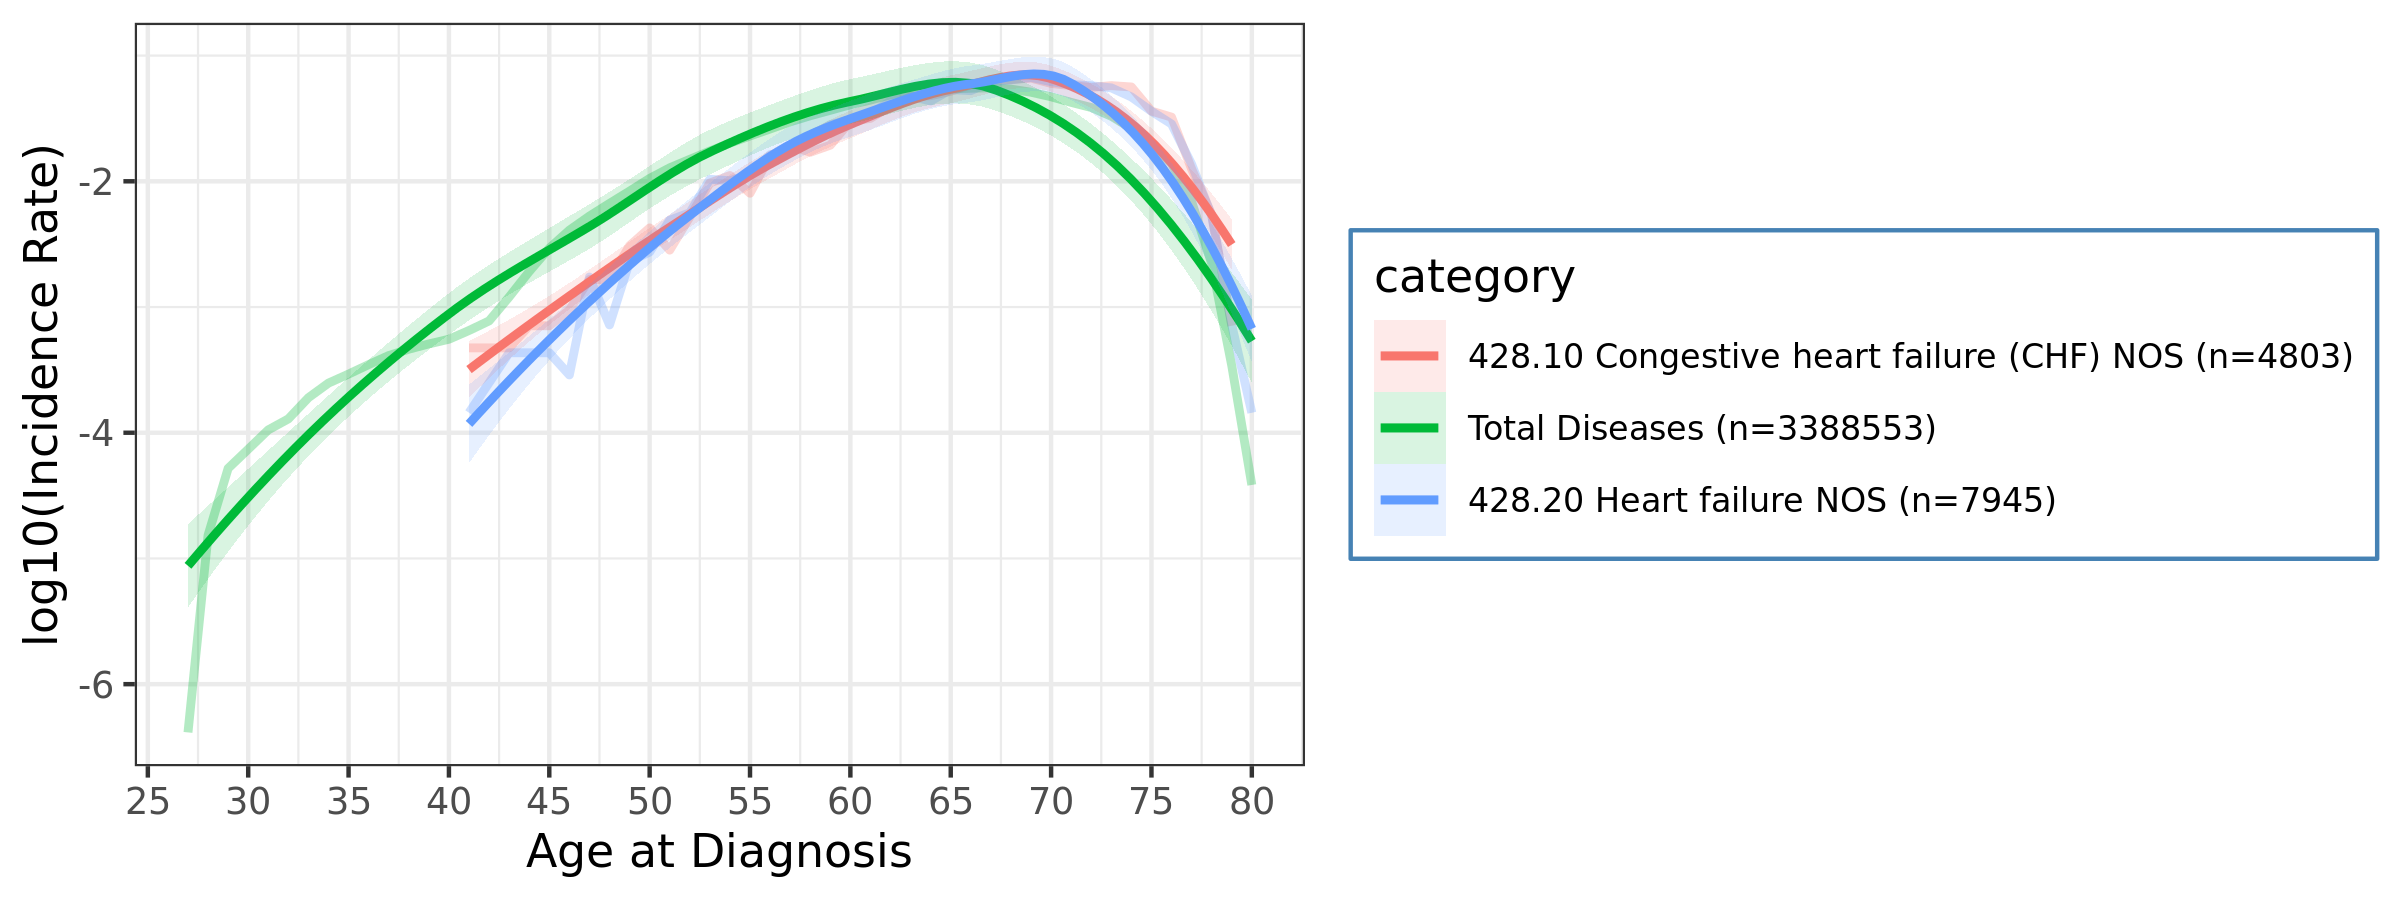 log10(Incidence Rate)
-2
-4
-6
25 30 35 40 45 50 55 60 65 70 75 80
Age at Diagnosis
category
428.10 Congestive heart failure (CHF) NOS (n=4803)
Total Diseases (n=3388553)
428.20 Heart failure NOS (n=7945)